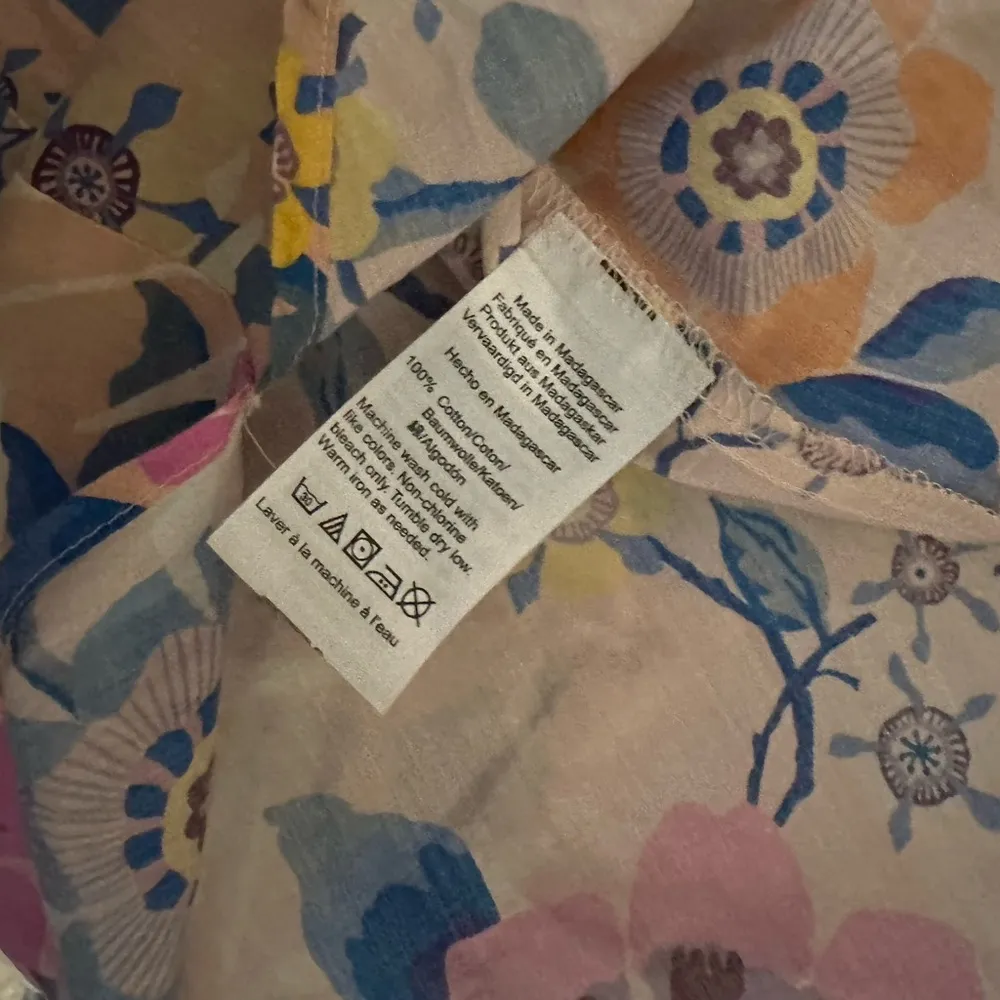 Made in Madagascar
Fabriqué en Madagascar
Produkt aus Madagaskar
Vervaardigd in Madagascar
Hecho en Madagascar
100% Cotton/Coton/
Baumwolle/Katoen/
棉/Algodón
Machine wash cold with
like colors. Non-chlorine
bleach only. Tumble dry low.
Warm iron as needed.
30
Laver à la machine à l'eau